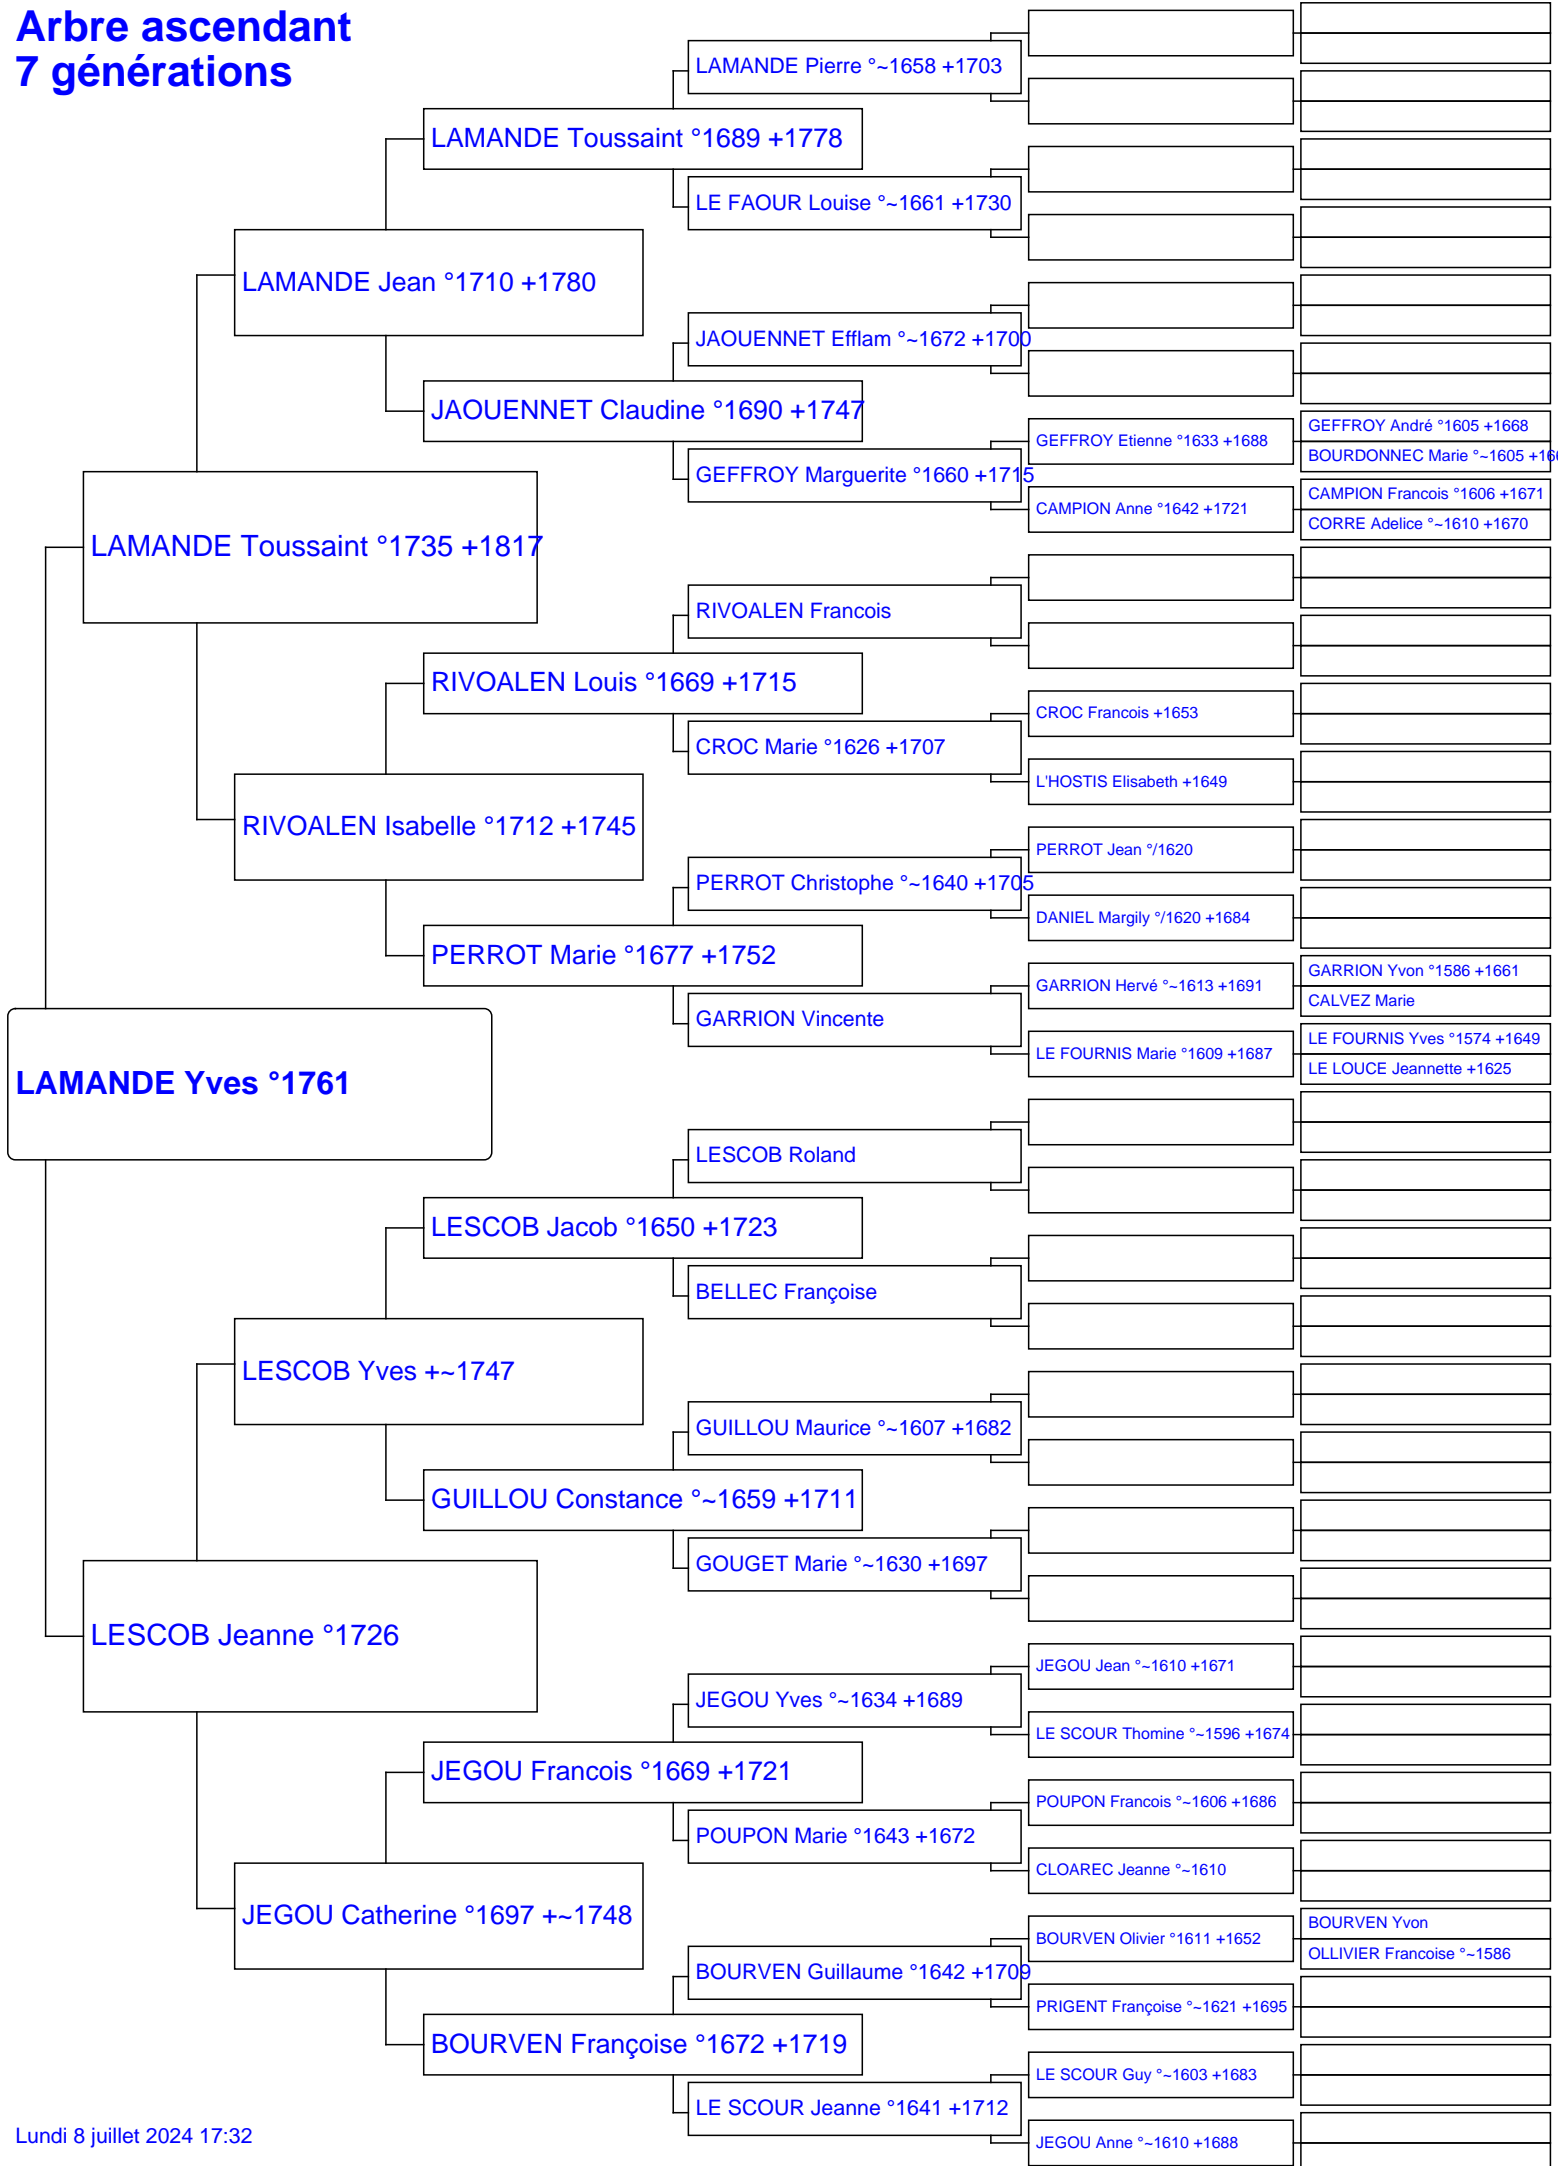 Arbre ascendant
7 générations
LAMANDE Pierre °~1658 +1703
LAMANDE Toussaint °1689 +1778
LE FAOUR Louise °~1661 +1730
LAMANDE Jean °1710 +1780
JAOUENNET Efflam °~1672 +1700
JAOUENNET Claudine °1690 +1747
GEFFROY Marguerite °1660 +1715
GEFFROY Etienne °1633 +1688
GEFFROY André °1605 +1668
BOURDONNEC Marie °~1605 +16
CAMPION Anne °1642 +1721
CAMPION Francois °1606 +1671
CORRE Adelice °~1610 +1670
LAMANDE Toussaint °1735 +1817
RIVOALEN Francois
RIVOALEN Louis °1669 +1715
CROC Marie °1626 +1707
CROC Francois +1653
L'HOSTIS Elisabeth +1649
RIVOALEN Isabelle °1712 +1745
PERROT Christophe °~1640 +1705
PERROT Jean °/1620
DANIEL Margily °/1620 +1684
PERROT Marie °1677 +1752
GARRION Vincente
GARRION Hervé °~1613 +1691
GARRION Yvon °1586 +1661
CALVEZ Marie
LE FOURNIS Marie °1609 +1687
LE FOURNIS Yves °1574 +1649
LE LOUCE Jeannette +1625
LAMANDE Yves °1761
LESCOB Roland
LESCOB Jacob °1650 +1723
BELLEC Françoise
LESCOB Yves +~1747
GUILLOU Maurice °~1607 +1682
GUILLOU Constance °~1659 +1711
GOUGET Marie °~1630 +1697
LESCOB Jeanne °1726
JEGOU Jean °~1610 +1671
JEGOU Yves °~1634 +1689
LE SCOUR Thomine °~1596 +1674
JEGOU Francois °1669 +1721
POUPON Francois °~1606 +1686
POUPON Marie °1643 +1672
CLOAREC Jeanne °~1610
JEGOU Catherine °1697 +~1748
BOURVEN Yvon
BOURVEN Olivier °1611 +1652
OLLIVIER Francoise °~1586
BOURVEN Guillaume °1642 +1709
PRIGENT Françoise °~1621 +1695
BOURVEN Françoise °1672 +1719
LE SCOUR Guy °~1603 +1683
LE SCOUR Jeanne °1641 +1712
JEGOU Anne °~1610 +1688
Lundi 8 juillet 2024 17:32